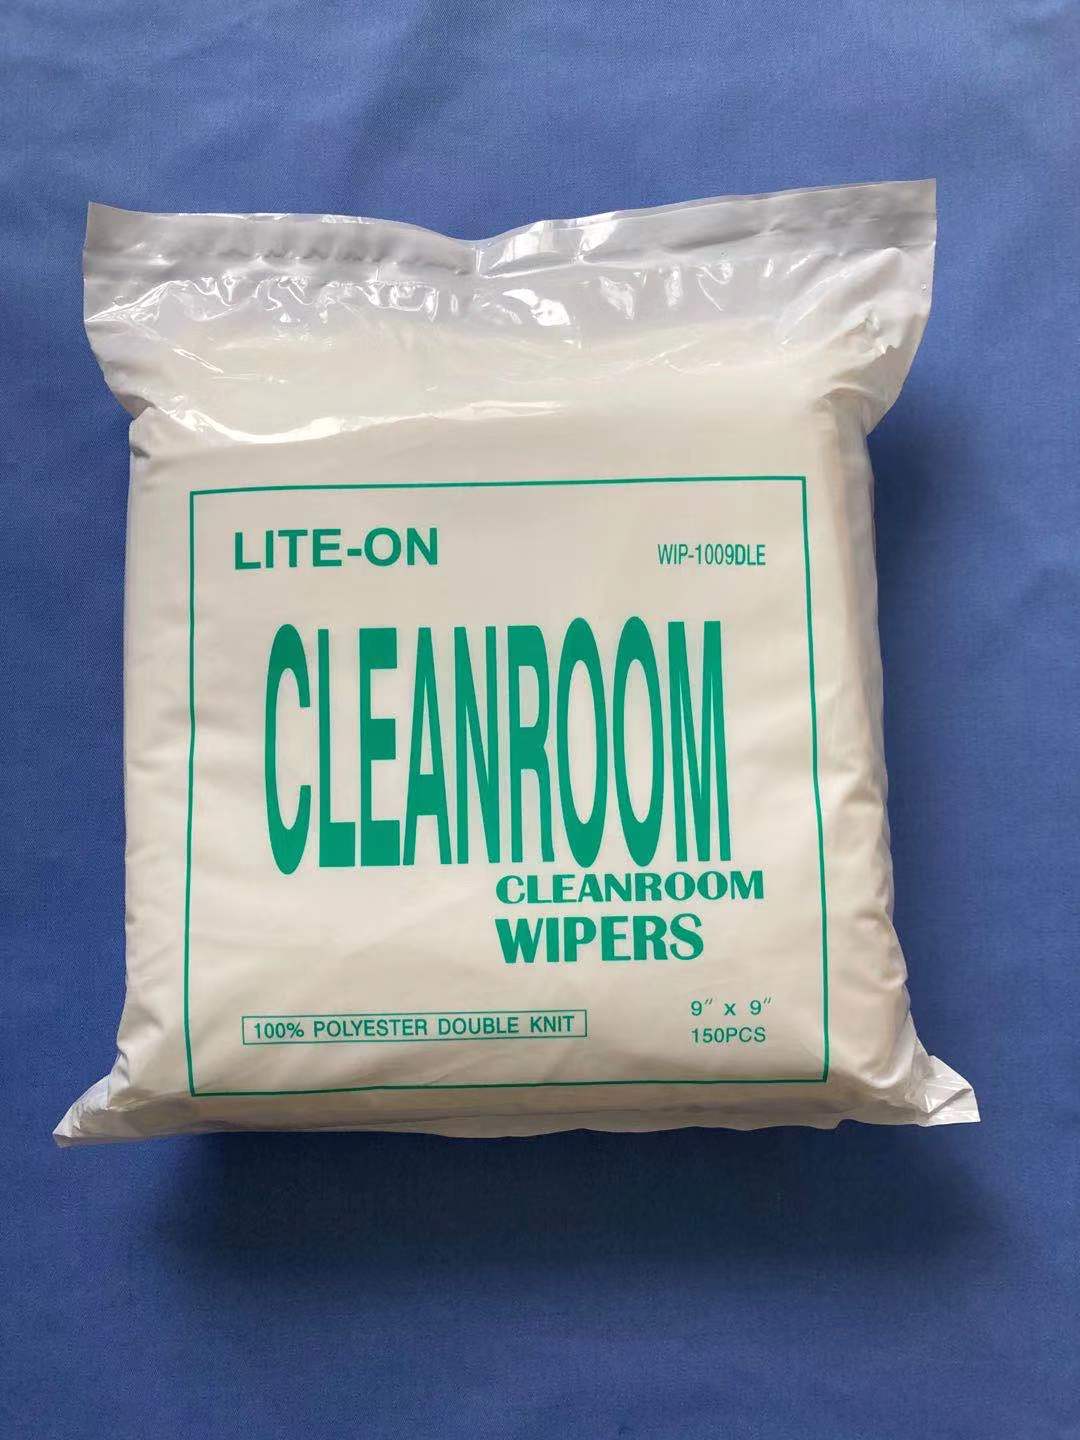 LITE-ON
WIP-1009DLE
CLEANROOM
CLEANROOM
WIPERS
9" x 9"
100% POLYESTER DOUBLE KNIT
150PCS